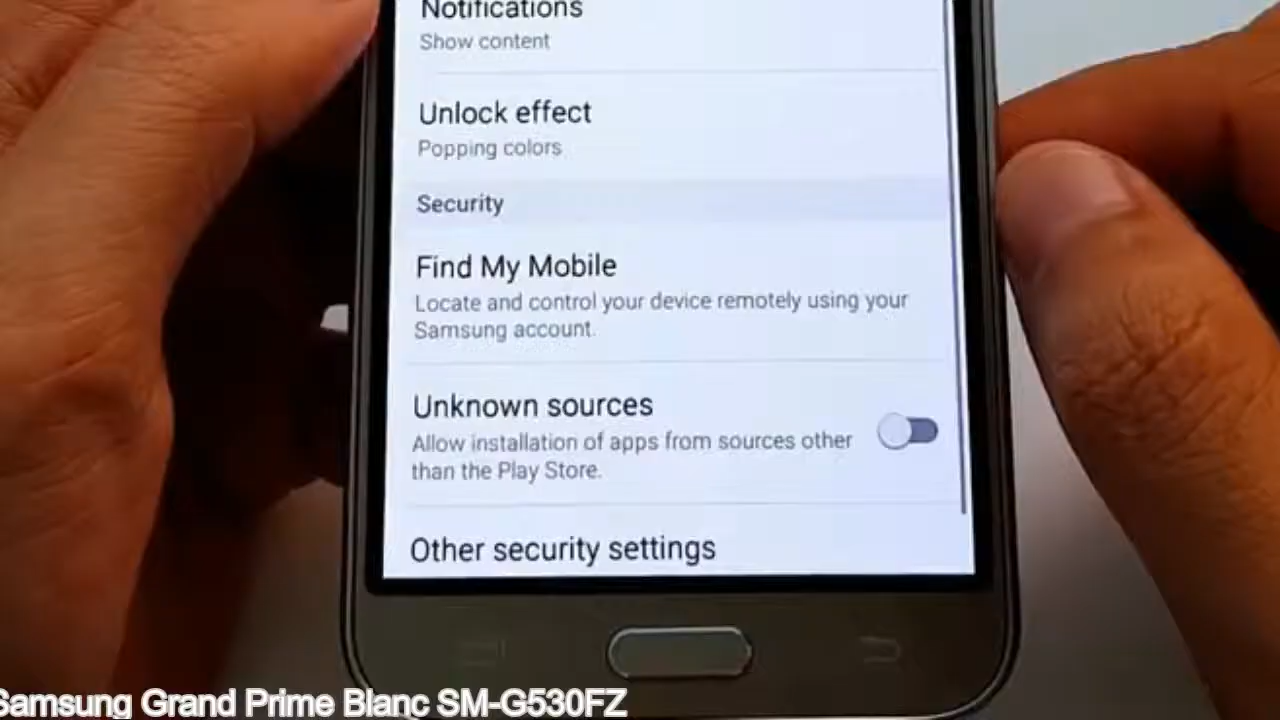 Notifications
Show content
Unlock effect
Popping colors
Security
Find My Mobile
Locate and control your device remotely using your
Samsung account.
Unknown sources
Allow installation of apps from sources other
than the Play Store.
Other security settings
Samsung Grand Prime Blanc SM-G530FZ